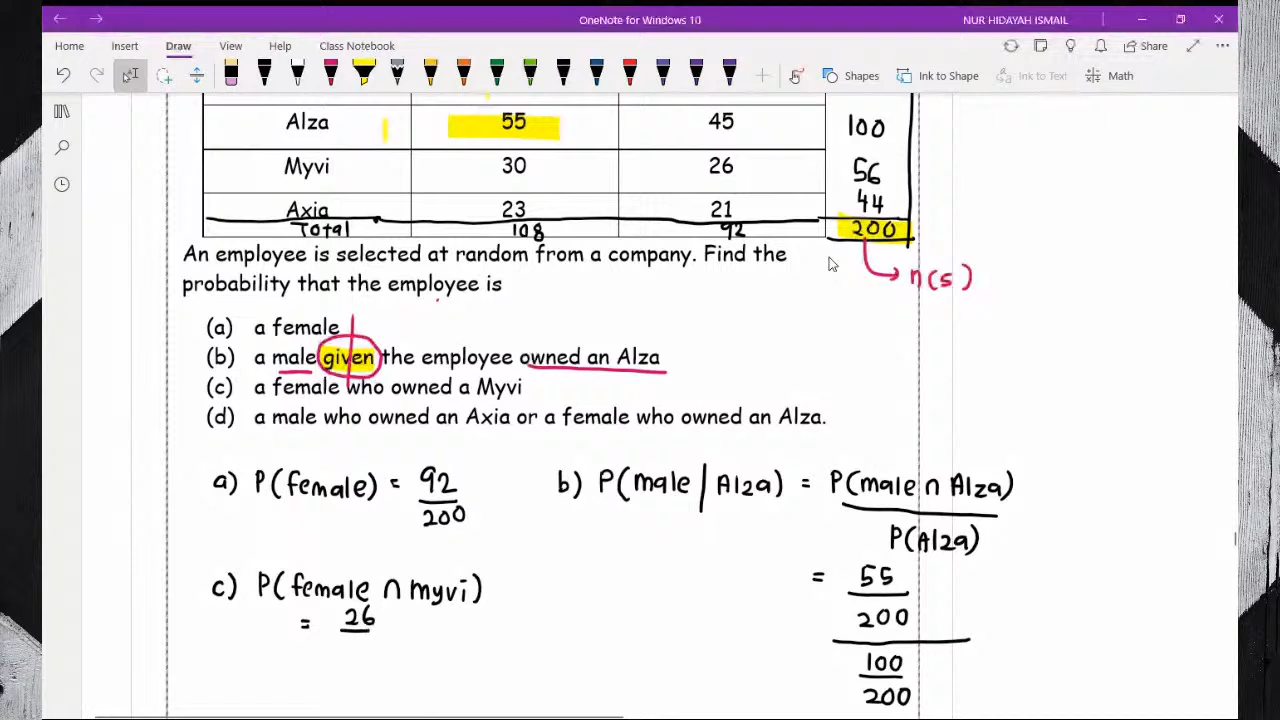 OneNote for Windows 10
NUR HIDAYAH ISMAIL
Home Insert Draw View Help Class Notebook
Share
Shapes Ink to Shape Ink to Text Math
Alza 55 45 100
Myvi 30 26 56
Axia 23 21 44
Total 108 92 200
n(s)
An employee is selected at random from a company. Find the
probability that the employee is
(a) a female
(b) a male given the employee owned an Alza
(c) a female who owned a Myvi
(d) a male who owned an Axia or a female who owned an Alza.
a) P(female) = 92
200
b) P(male | Alza) = P(male ∩ Alza)
P(Alza)
= 55
200
100
200
c) P(female ∩ myvi)
= 26